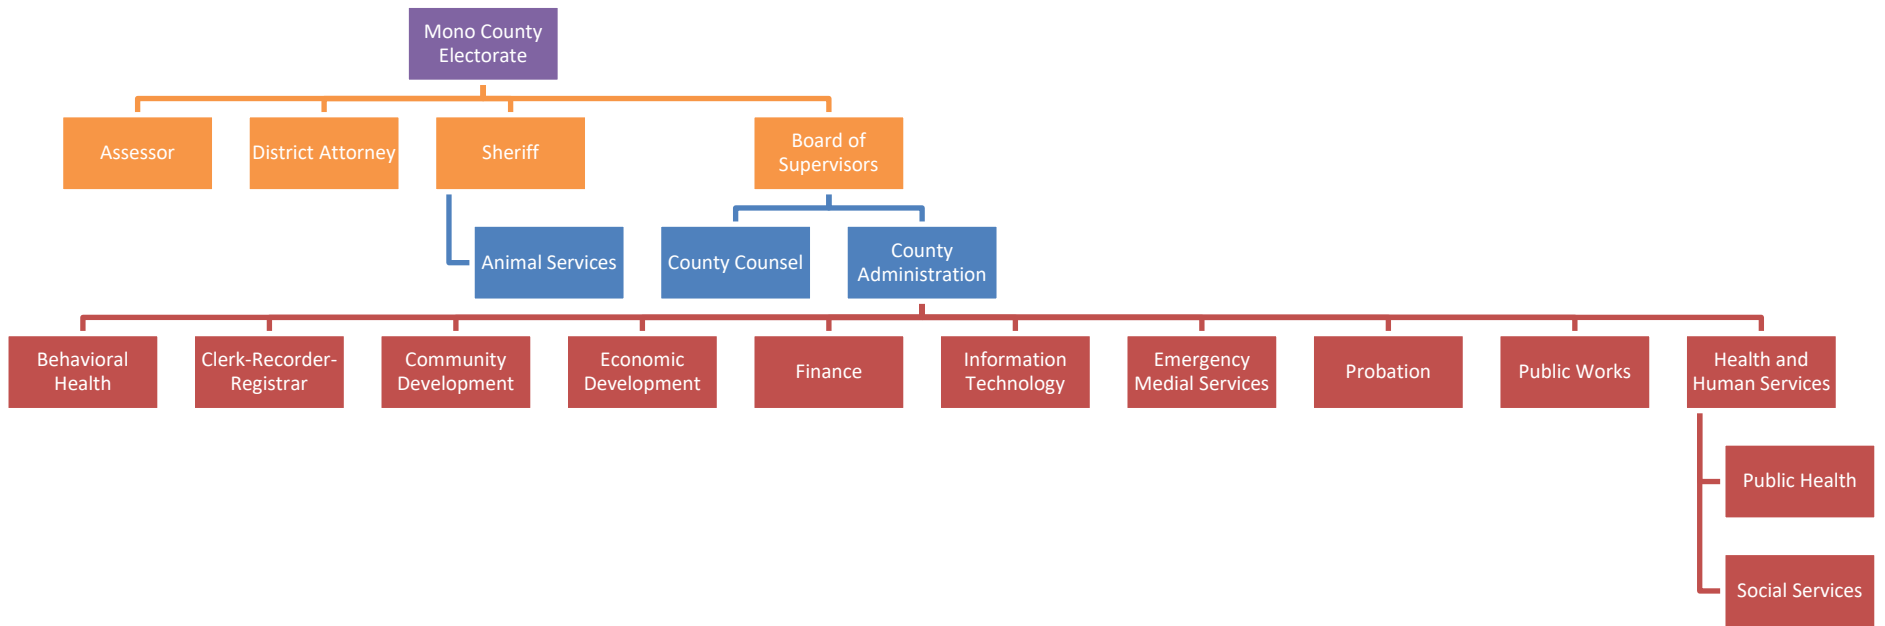 Mono County
Electorate
Assessor
District Attorney
Sheriff
Board of
Supervisors
Animal Services
County Counsel
County
Administration
Behavioral
Health
Clerk-Recorder-
Registrar
Community
Development
Economic
Development
Finance
Information
Technology
Emergency
Medial Services
Probation
Public Works
Health and
Human Services
Public Health
Social Services